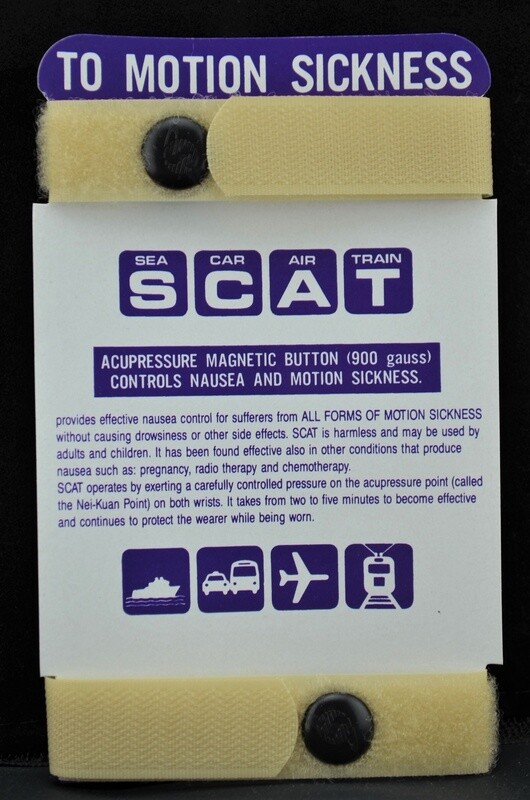 TO MOTION SICKNESS
SEA CAR AIR TRAIN
SCAT
ACUPRESSURE MAGNETIC BUTTON (900 gauss)
CONTROLS NAUSEA AND MOTION SICKNESS.
provides effective nausea control for sufferers from ALL FORMS OF MOTION SICKNESS
without causing drowsiness or other side effects. SCAT is harmless and may be used by
adults and children. It has been found effective also in other conditions that produce
nausea such as: pregnancy, radio therapy and chemotherapy.
SCAT operates by exerting a carefully controlled pressure on the acupressure point (called
the Nei-Kuan Point) on both wrists. It takes from two to five minutes to become effective
and continues to protect the wearer while being worn.